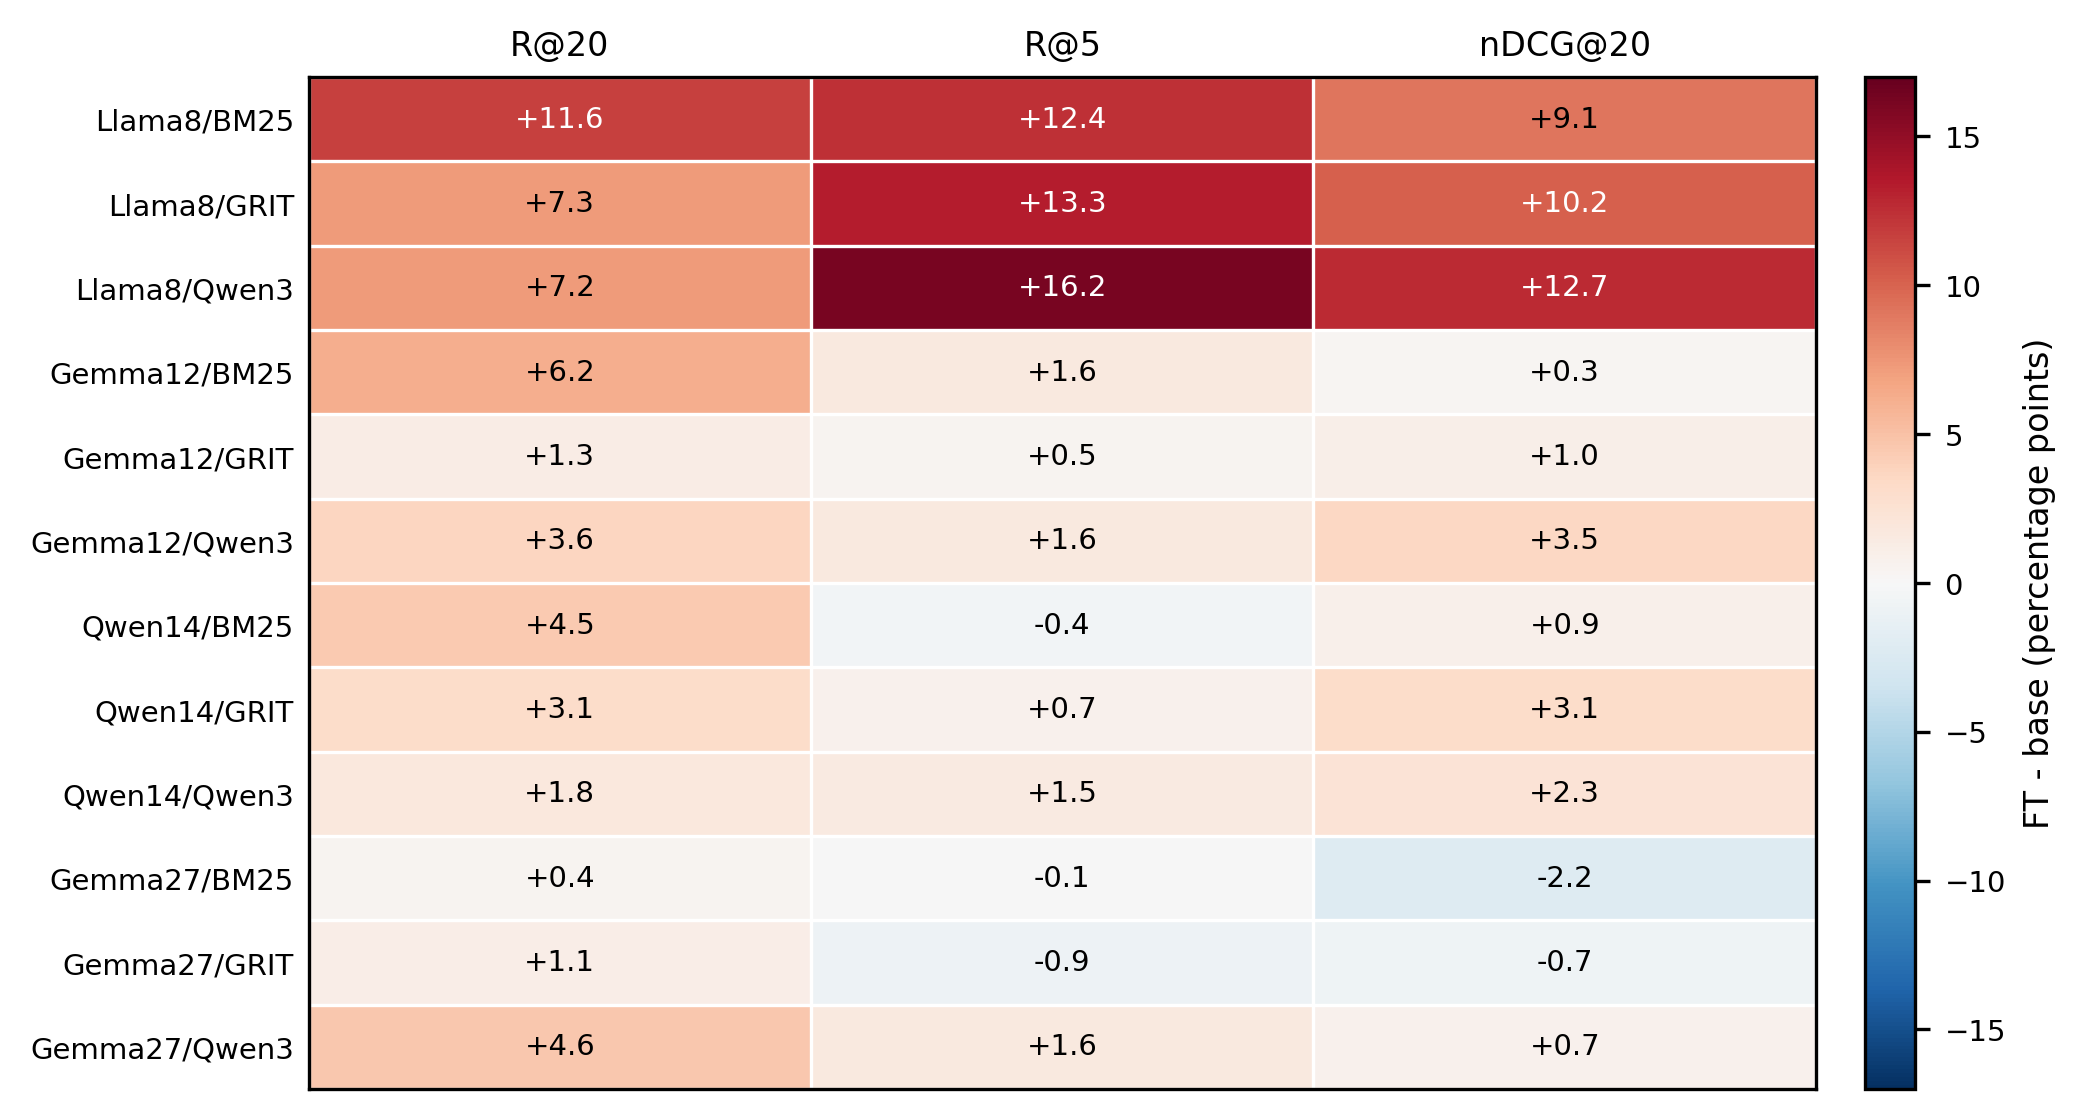 R@20 R@5 nDCG@20
Llama8/BM25 +11.6 +12.4 +9.1
Llama8/GRIT +7.3 +13.3 +10.2
Llama8/Qwen3 +7.2 +16.2 +12.7
Gemma12/BM25 +6.2 +1.6 +0.3
Gemma12/GRIT +1.3 +0.5 +1.0
Gemma12/Qwen3 +3.6 +1.6 +3.5
Qwen14/BM25 +4.5 -0.4 +0.9
Qwen14/GRIT +3.1 +0.7 +3.1
Qwen14/Qwen3 +1.8 +1.5 +2.3
Gemma27/BM25 +0.4 -0.1 -2.2
Gemma27/GRIT +1.1 -0.9 -0.7
Gemma27/Qwen3 +4.6 +1.6 +0.7
15
10
5
0
−5
−10
−15
FT - base (percentage points)